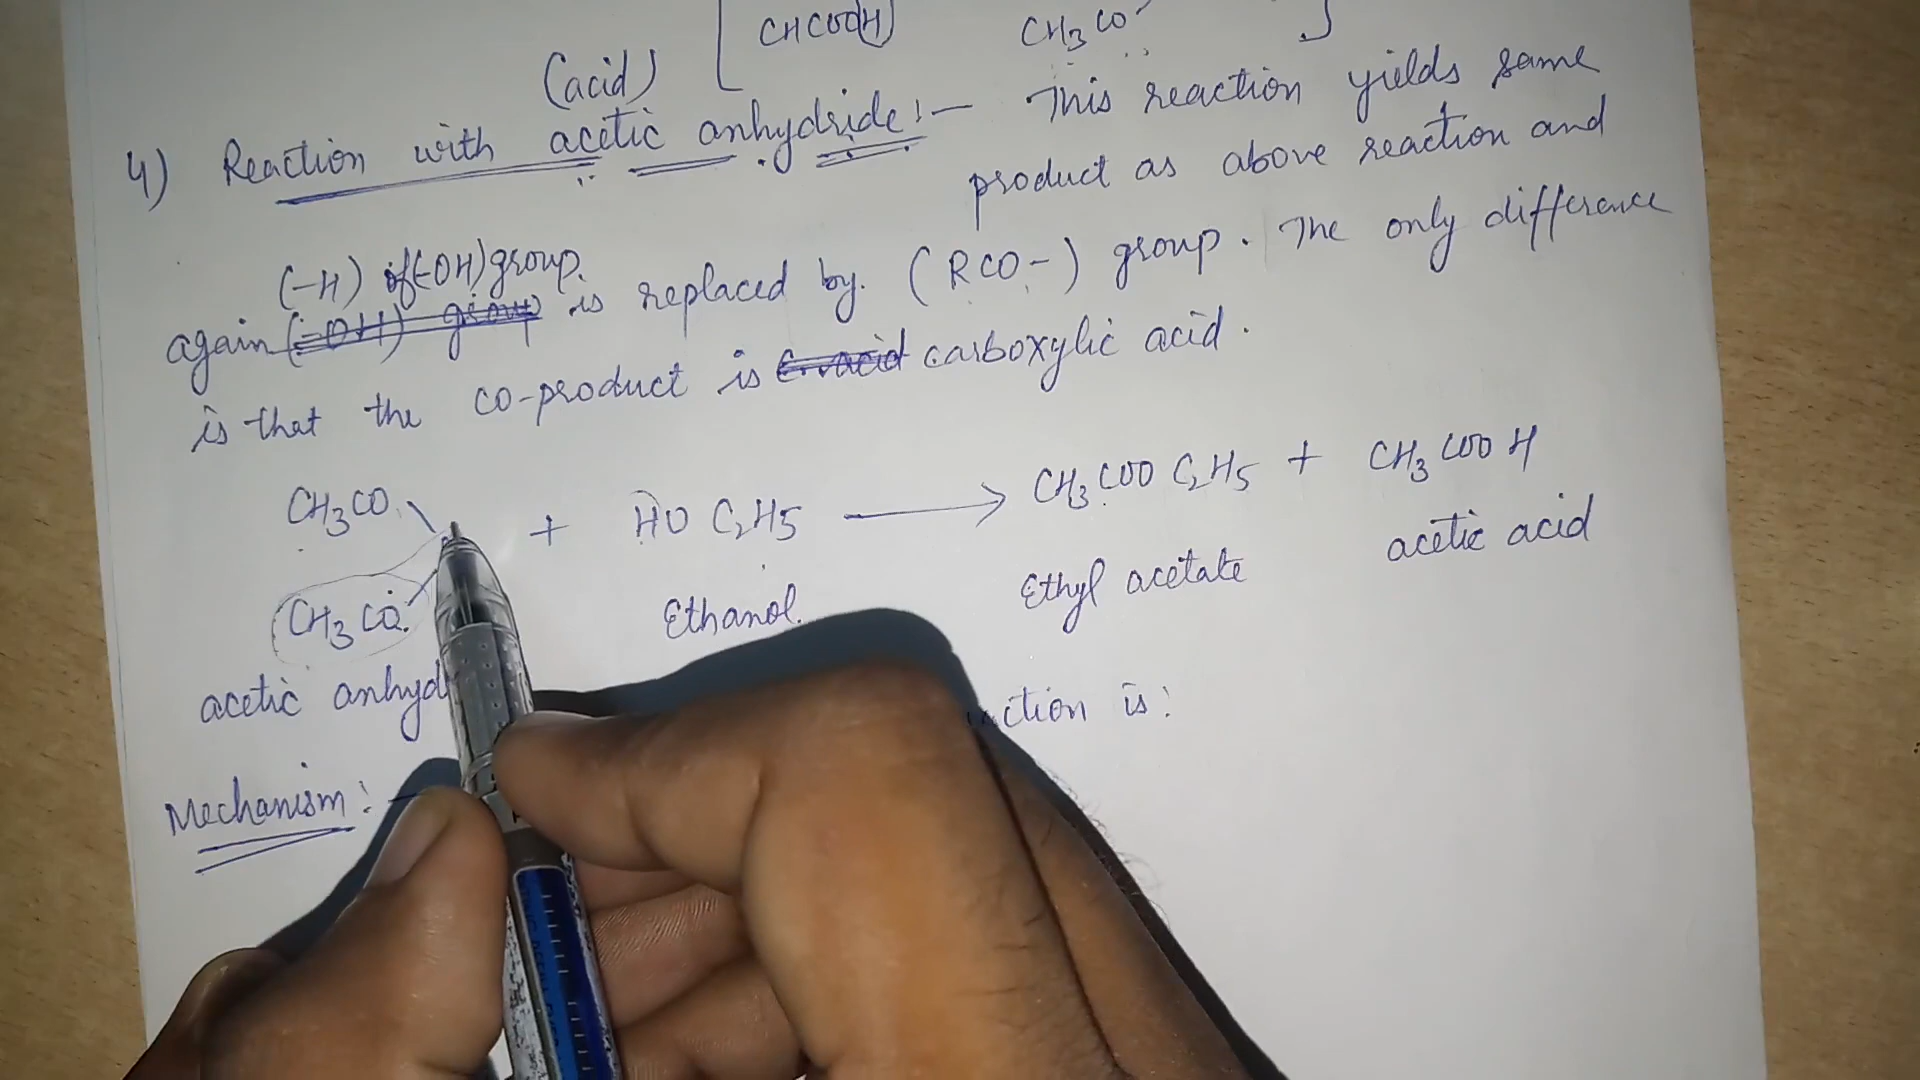 CHCOOH CH3CO
(acid)
4) Reaction with acetic anhydride:- This reaction yields same
product as above reaction and
(-H) of(-OH)group.
again (-OH) group is replaced by. (RCO-) group. The only difference
is that the co-product is carboxylic acid.
CH3CO + HO C2H5 → CH3COO C2H5 + CH3COOH
CH3CO Ethanol. Ethyl acetate acetic acid
acetic anhyd
ction is:
Mechanism:-